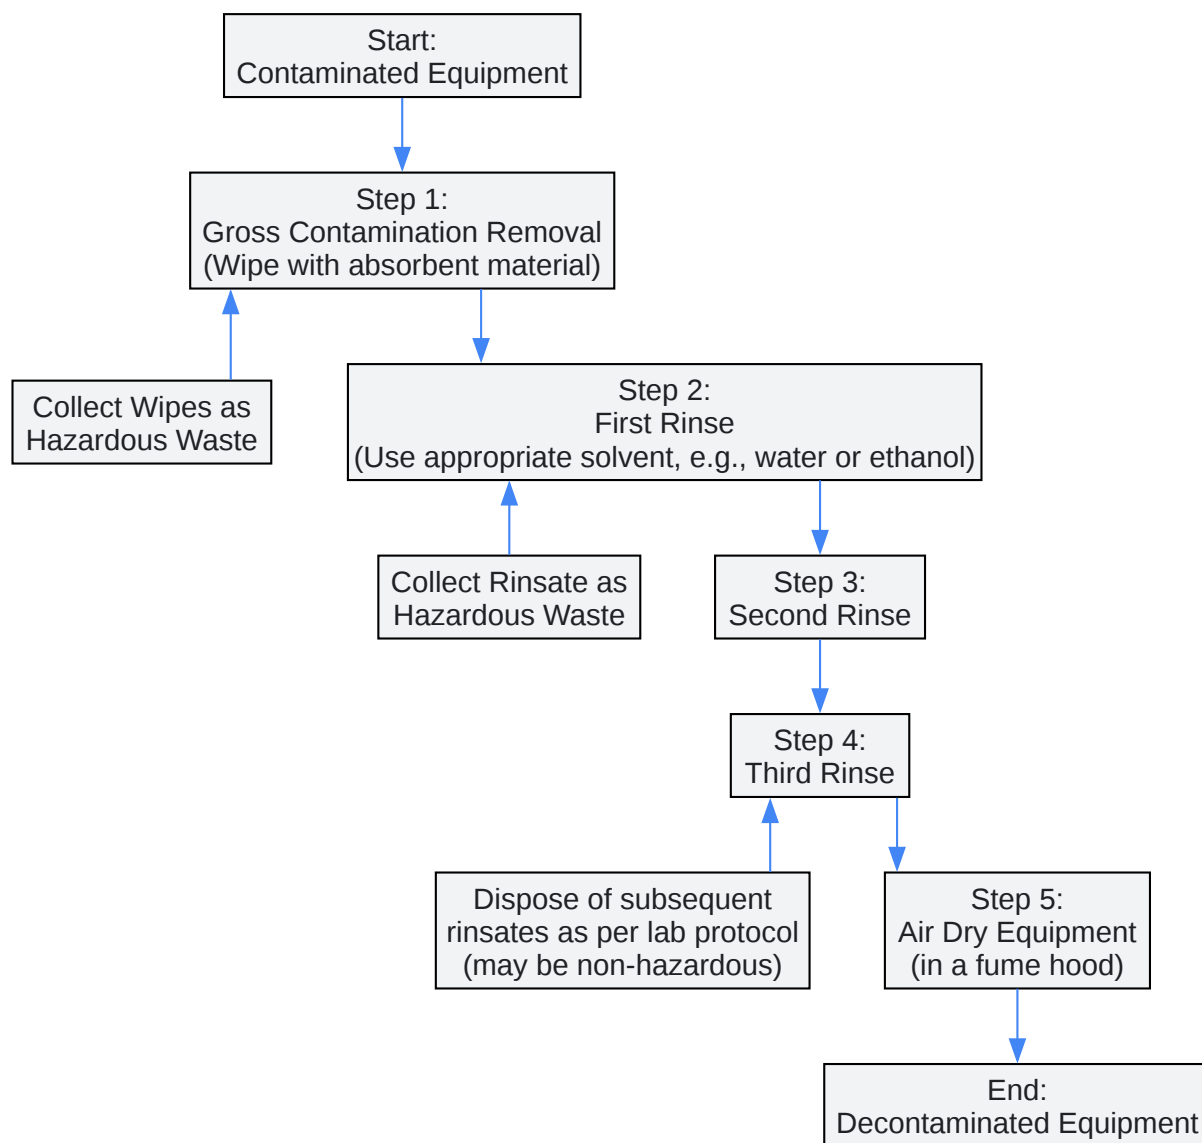 Start:
Contaminated Equipment
Step 1:
Gross Contamination Removal
(Wipe with absorbent material)
Collect Wipes as
Hazardous Waste
Step 2:
First Rinse
(Use appropriate solvent, e.g., water or ethanol)
Collect Rinsate as
Hazardous Waste
Step 3:
Second Rinse
Step 4:
Third Rinse
Dispose of subsequent
rinsates as per lab protocol
(may be non-hazardous)
Step 5:
Air Dry Equipment
(in a fume hood)
End:
Decontaminated Equipment